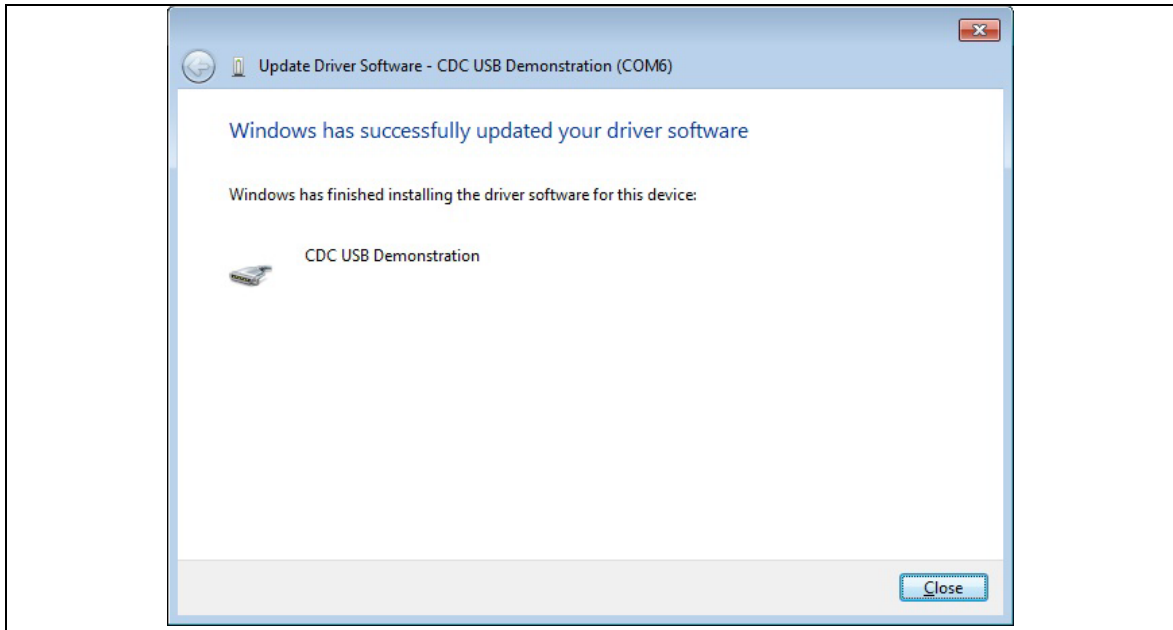 Update Driver Software - CDC USB Demonstration (COM6)
Windows has successfully updated your driver software
Windows has finished installing the driver software for this device:
CDC USB Demonstration
Close